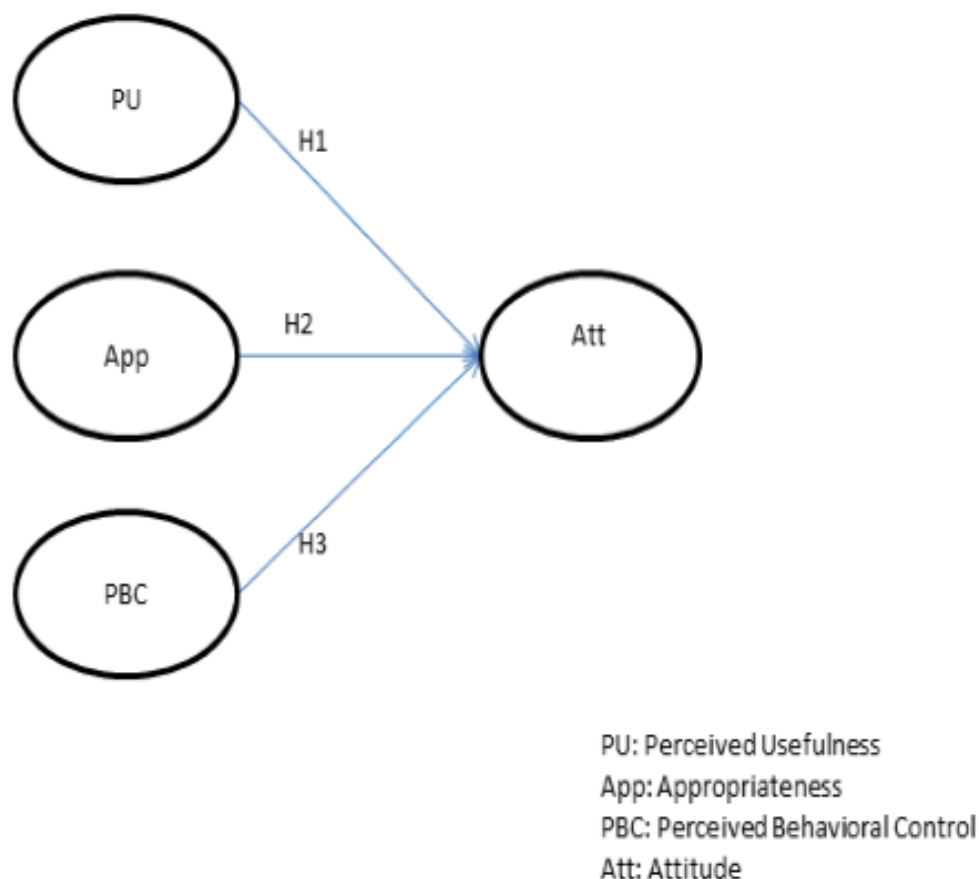 PU
H1
App
H2
Att
H3
PBC
PU: Perceived Usefulness
App: Appropriateness
PBC: Perceived Behavioral Control
Att: Attitude